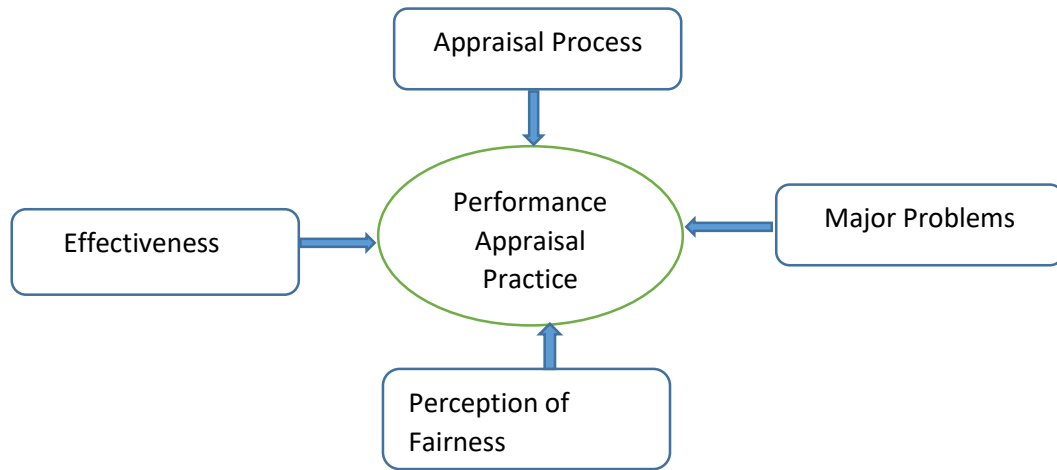 Appraisal Process
Performance
Appraisal
Practice
Effectiveness
Major Problems
Perception of
Fairness